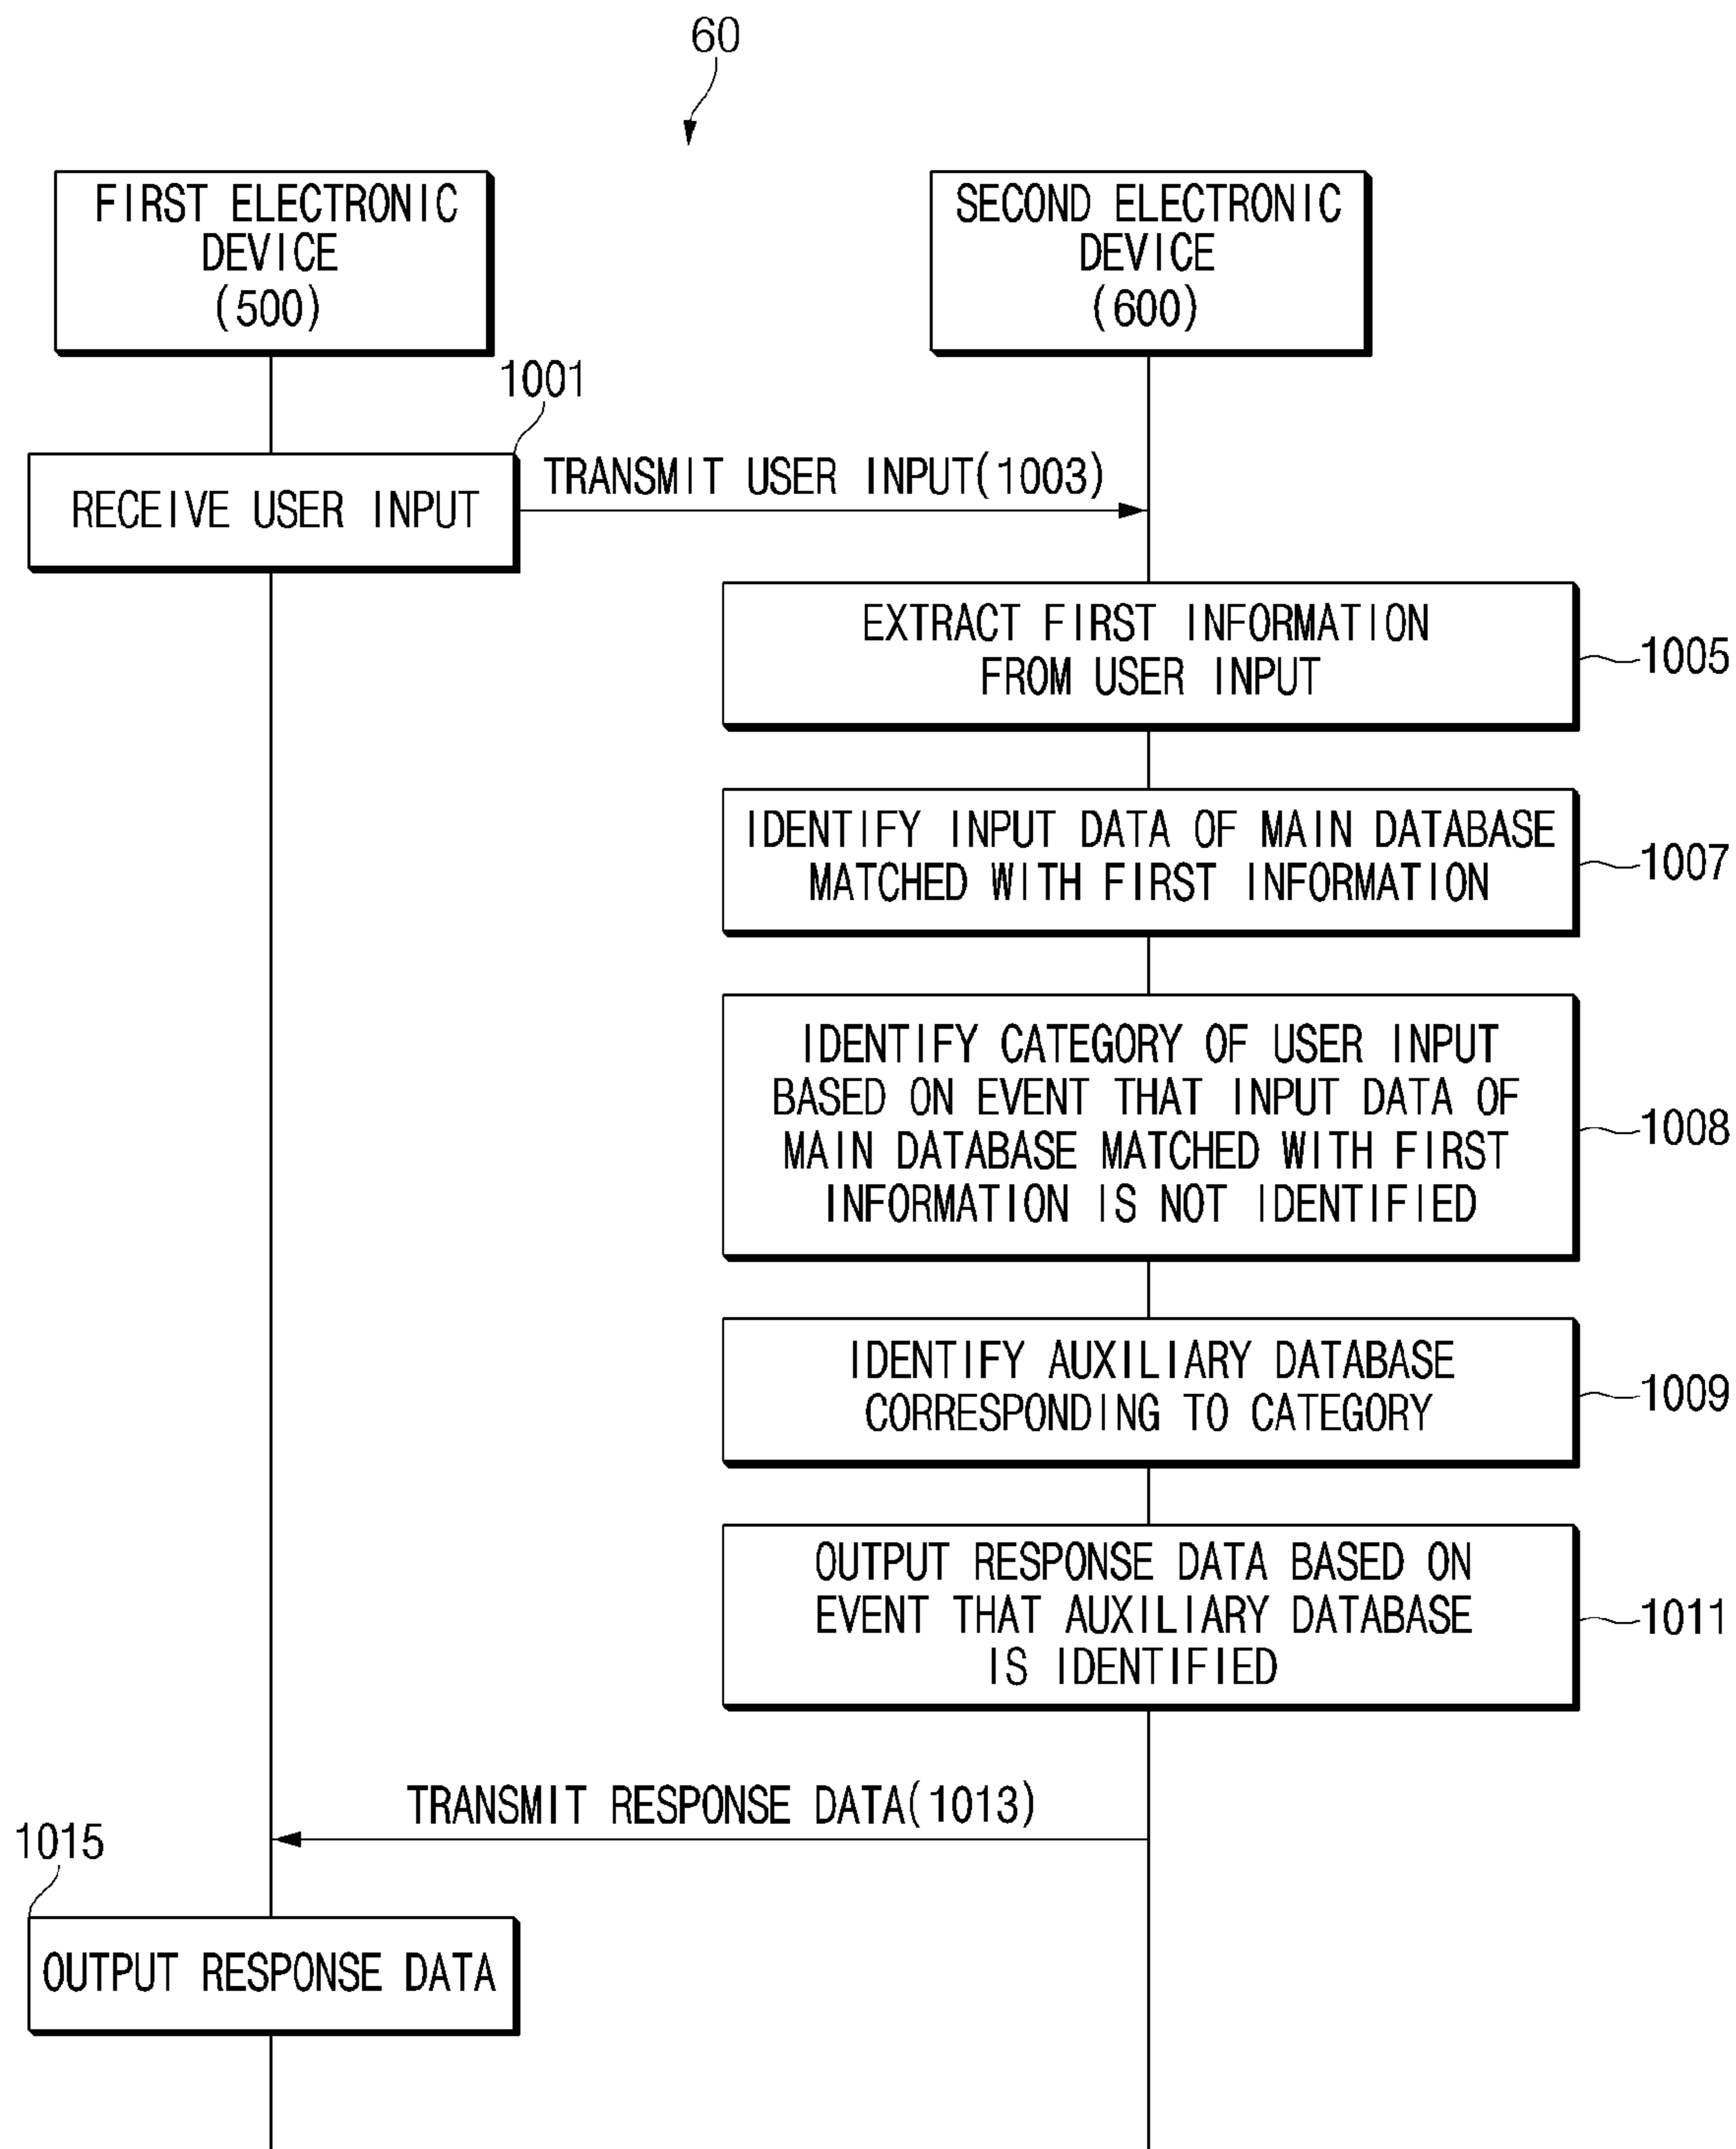 60
FIRST ELECTRONIC
DEVICE
(500)
SECOND ELECTRONIC
DEVICE
(600)
1001
RECEIVE USER INPUT
TRANSMIT USER INPUT(1003)
EXTRACT FIRST INFORMATION
FROM USER INPUT
1005
IDENTIFY INPUT DATA OF MAIN DATABASE
MATCHED WITH FIRST INFORMATION
1007
IDENTIFY CATEGORY OF USER INPUT
BASED ON EVENT THAT INPUT DATA OF
MAIN DATABASE MATCHED WITH FIRST
INFORMATION IS NOT IDENTIFIED
1008
IDENTIFY AUXILIARY DATABASE
CORRESPONDING TO CATEGORY
1009
OUTPUT RESPONSE DATA BASED ON
EVENT THAT AUXILIARY DATABASE
IS IDENTIFIED
1011
TRANSMIT RESPONSE DATA(1013)
1015
OUTPUT RESPONSE DATA